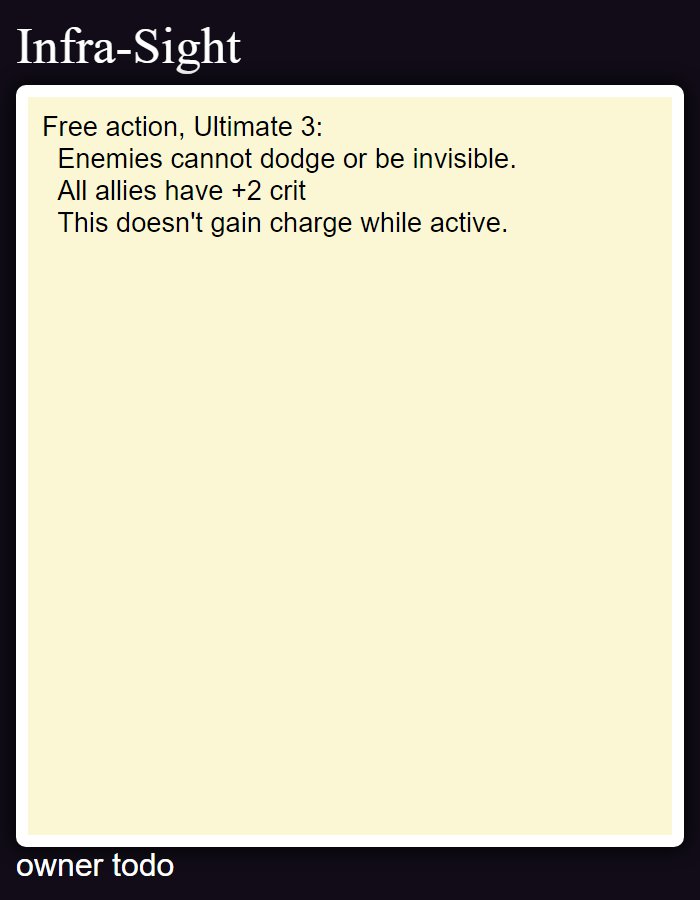 Infra-Sight
Free action, Ultimate 3:
Enemies cannot dodge or be invisible.
All allies have +2 crit
This doesn't gain charge while active.
owner todo